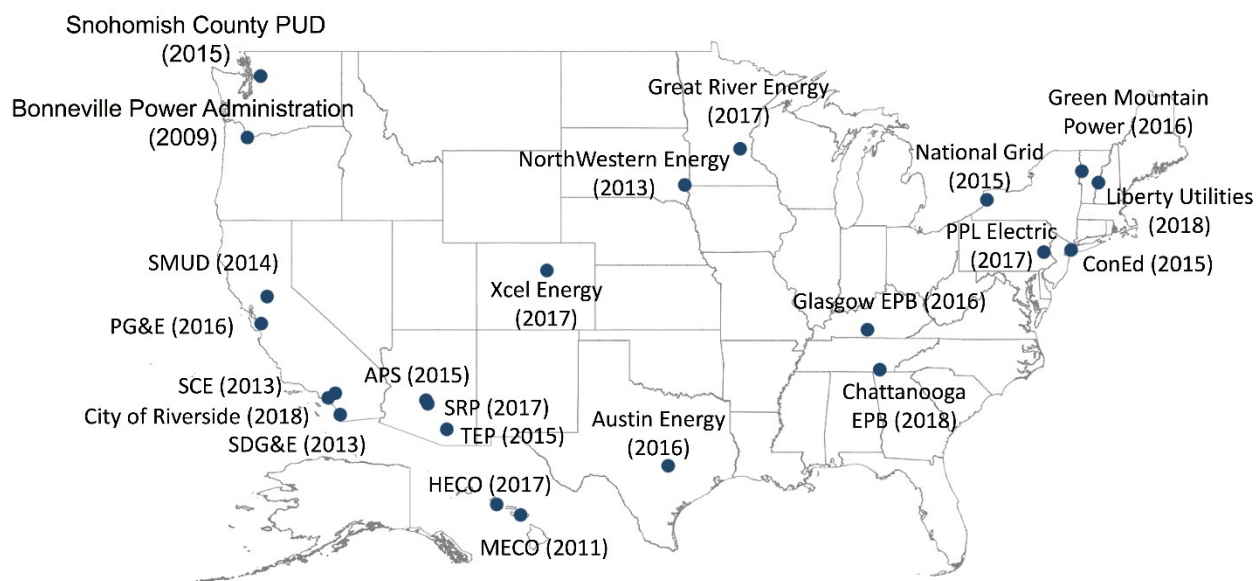 Snohomish County PUD
(2015)
Bonneville Power Administration
(2009)
Great River Energy
(2017)
NorthWestern Energy
(2013)
Green Mountain
Power (2016)
National Grid
(2015)
Liberty Utilities
(2018)
PPL Electric
(2017)
ConEd (2015)
SMUD (2014)
PG&E (2016)
Xcel Energy
(2017)
Glasgow EPB (2016)
SCE (2013)
City of Riverside (2018)
SDG&E (2013)
APS (2015)
SRP (2017)
TEP (2015)
Austin Energy
(2016)
Chattanooga
EPB (2018)
HECO (2017)
MECO (2011)